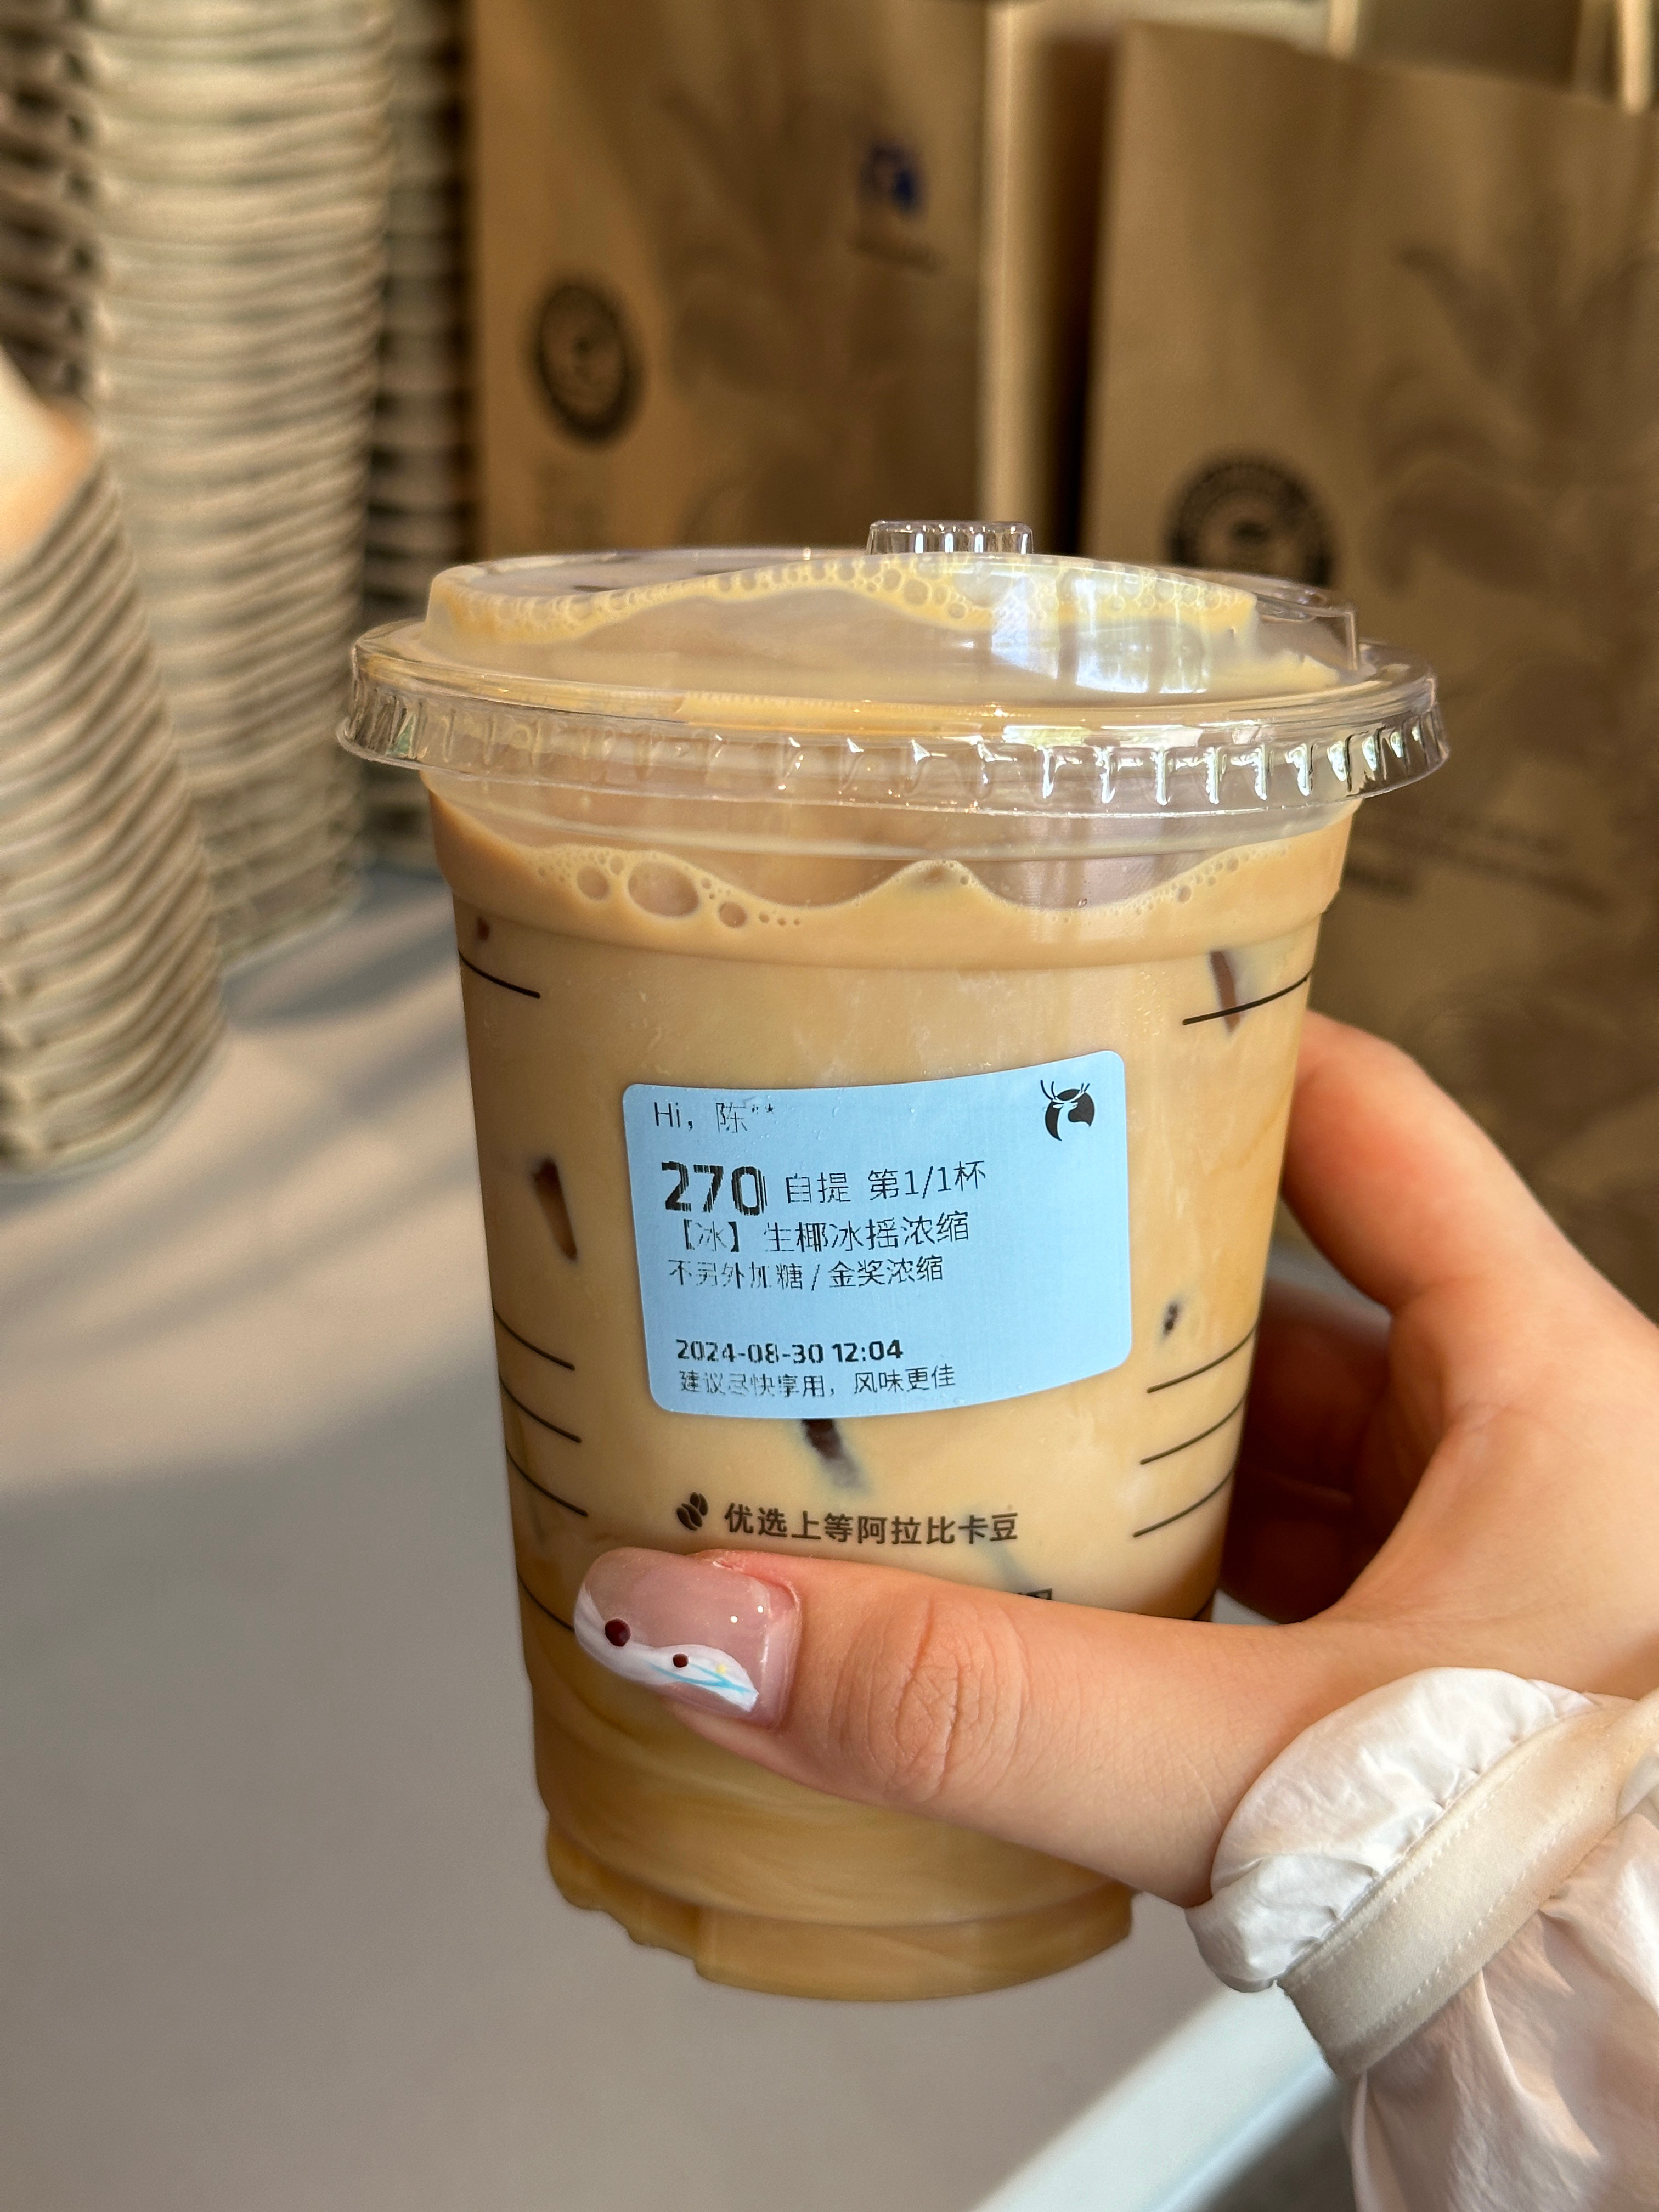 Hi，陈**
270 自提 第1/1杯
【冰】生椰冰摇浓缩
不另外加糖/金奖浓缩
2024-08-30 12:04
建议尽快享用，风味更佳
优选上等阿拉比卡豆